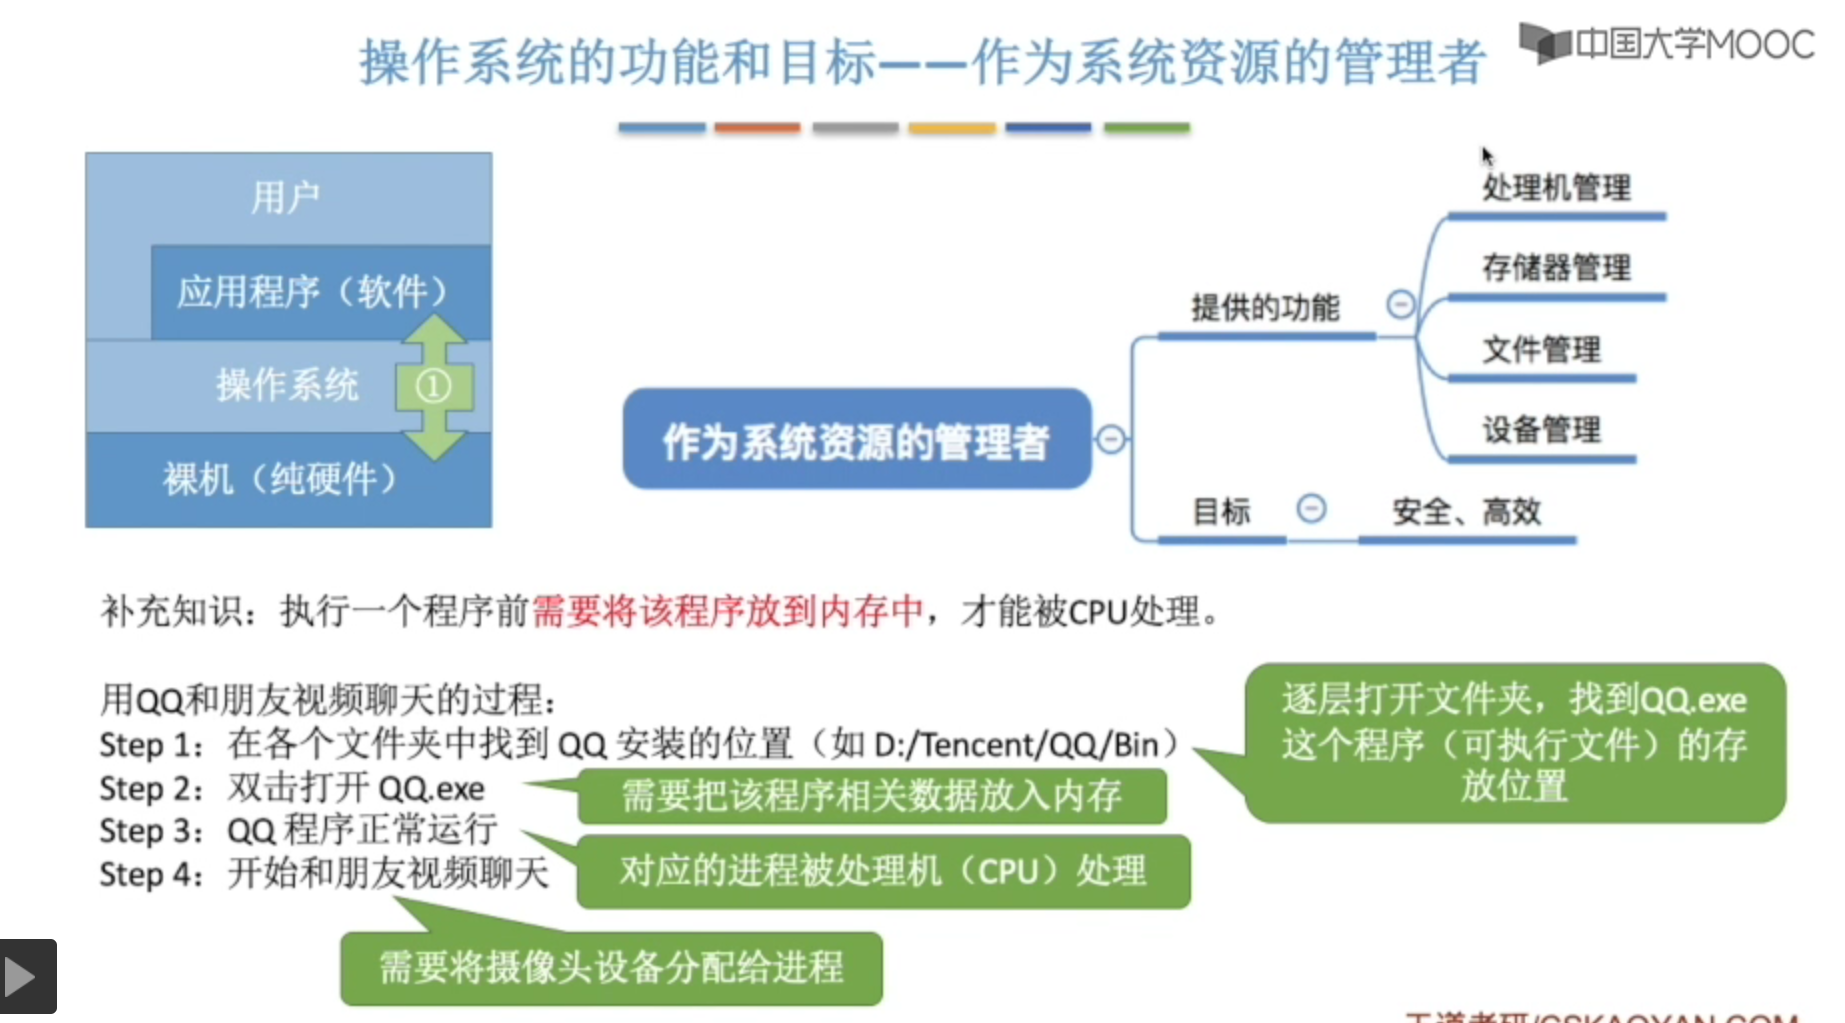 操作系统的功能和目标——作为系统资源的管理者
中国大学MOOC
用户
应用程序（软件）
操作系统
①
裸机（纯硬件）
作为系统资源的管理者
提供的功能
处理机管理
存储器管理
文件管理
设备管理
目标
安全、高效
补充知识：执行一个程序前需要将该程序放到内存中，才能被CPU处理。
用QQ和朋友视频聊天的过程：
Step 1：在各个文件夹中找到 QQ 安装的位置（如 D:/Tencent/QQ/Bin）
逐层打开文件夹，找到QQ.exe
这个程序（可执行文件）的存
放位置
Step 2：双击打开 QQ.exe
需要把该程序相关数据放入内存
Step 3：QQ 程序正常运行
对应的进程被处理机（CPU）处理
Step 4：开始和朋友视频聊天
需要将摄像头设备分配给进程
王道考研/CSKAOYAN.COM